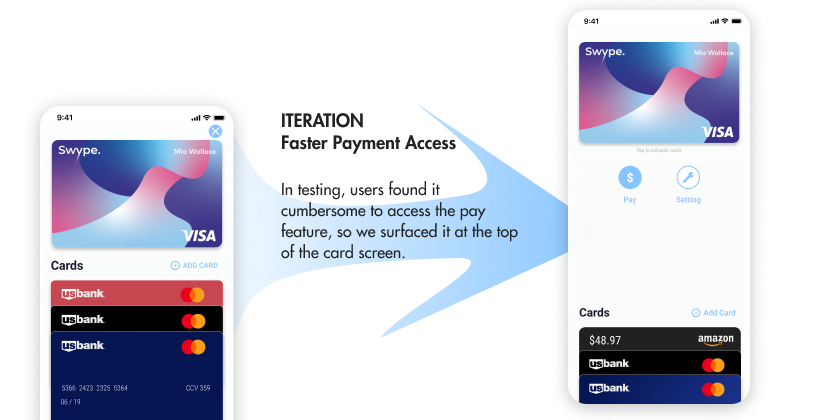 9:41
Swype.
Mia Wallace
VISA
Cards
ADD CARD
usbank
usbank
usbank
5366 2423 2325 5364
CCV 359
06 / 19
ITERATION
Faster Payment Access
In testing, users found it
cumbersome to access the pay
feature, so we surfaced it at the top
of the card screen.
9:41
Swype.
Mia Wallace
VISA
Tap to collapse cards
$
Pay
Setting
Cards
Add Card
$48.97
amazon
usbank
usbank